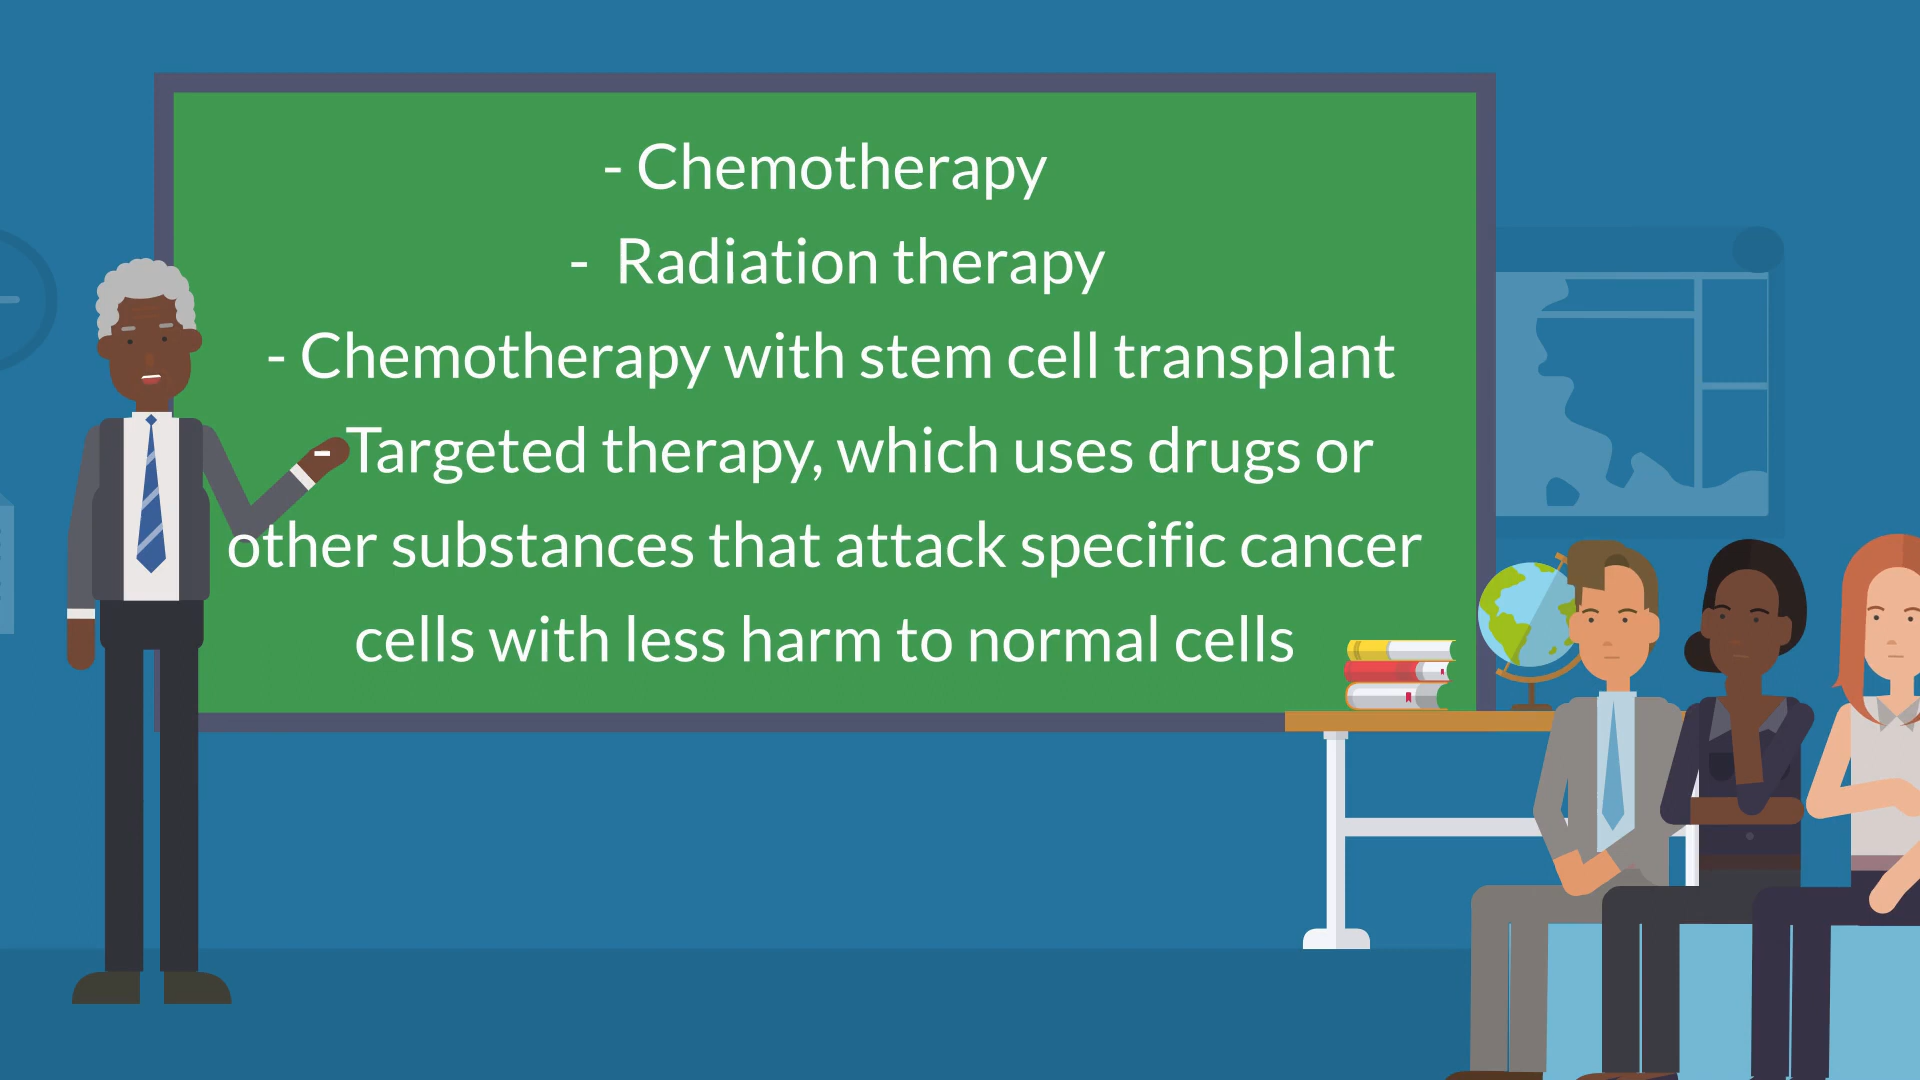 - Chemotherapy
- Radiation therapy
- Chemotherapy with stem cell transplant
- Targeted therapy, which uses drugs or
other substances that attack specific cancer
cells with less harm to normal cells